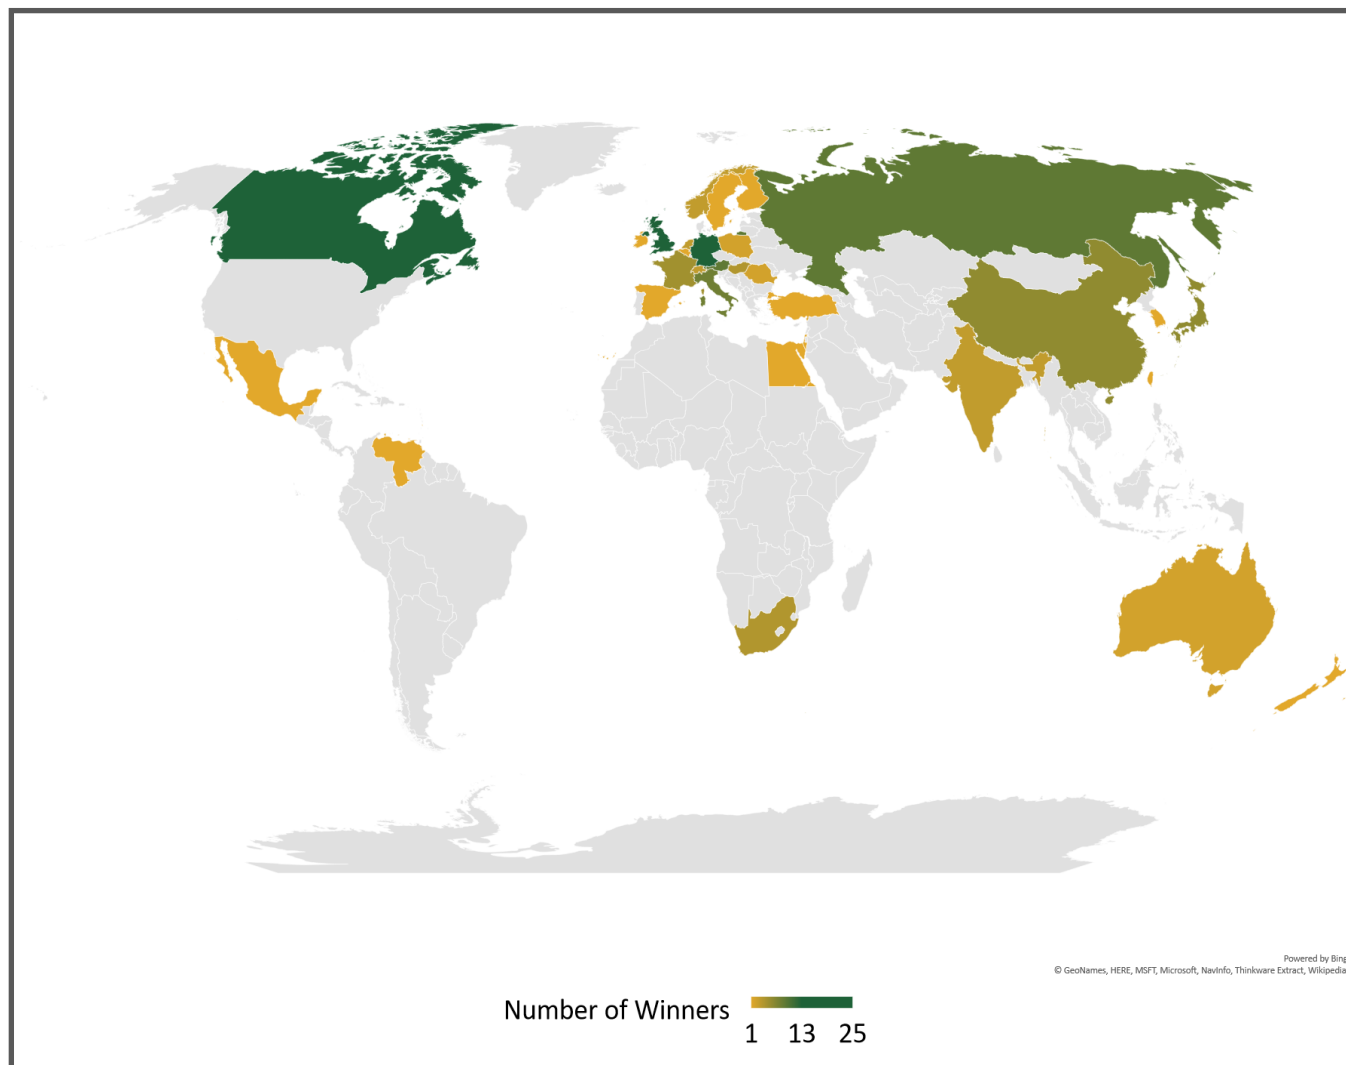 Powered by Bing
© GeoNames, HERE, MSFT, Microsoft, NavInfo, Thinkware Extract, Wikipedia
Number of Winners
1 13 25